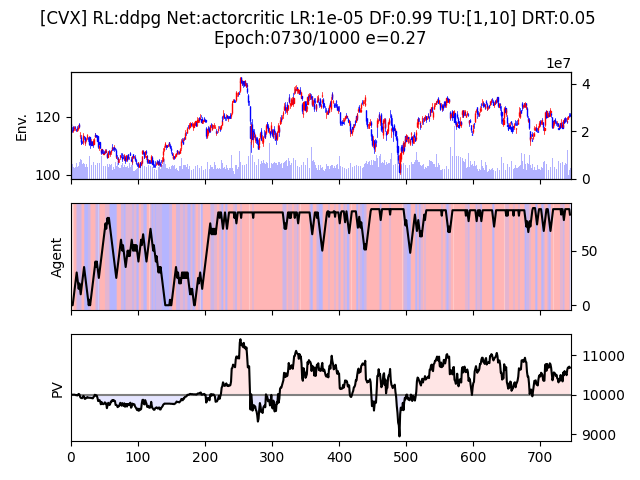 [CVX] RL:ddpg Net:actorcritic LR:1e-05 DF:0.99 TU:[1,10] DRT:0.05
Epoch:0730/1000 e=0.27
1e7
Env.
120
100
4
2
0
Agent
50
0
PV
11000
10000
9000
0 100 200 300 400 500 600 700